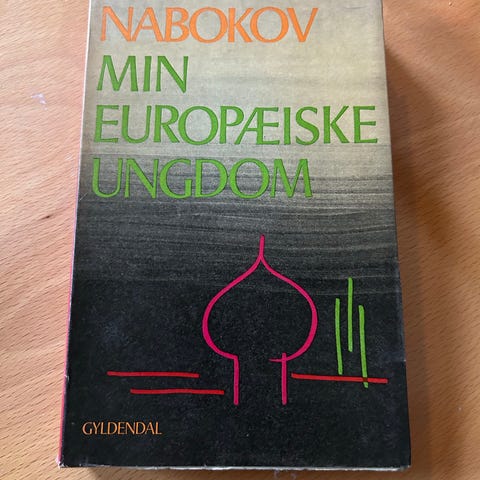 NABOKOV
MIN
EUROPÆISKE
UNGDOM
GYLDENDAL